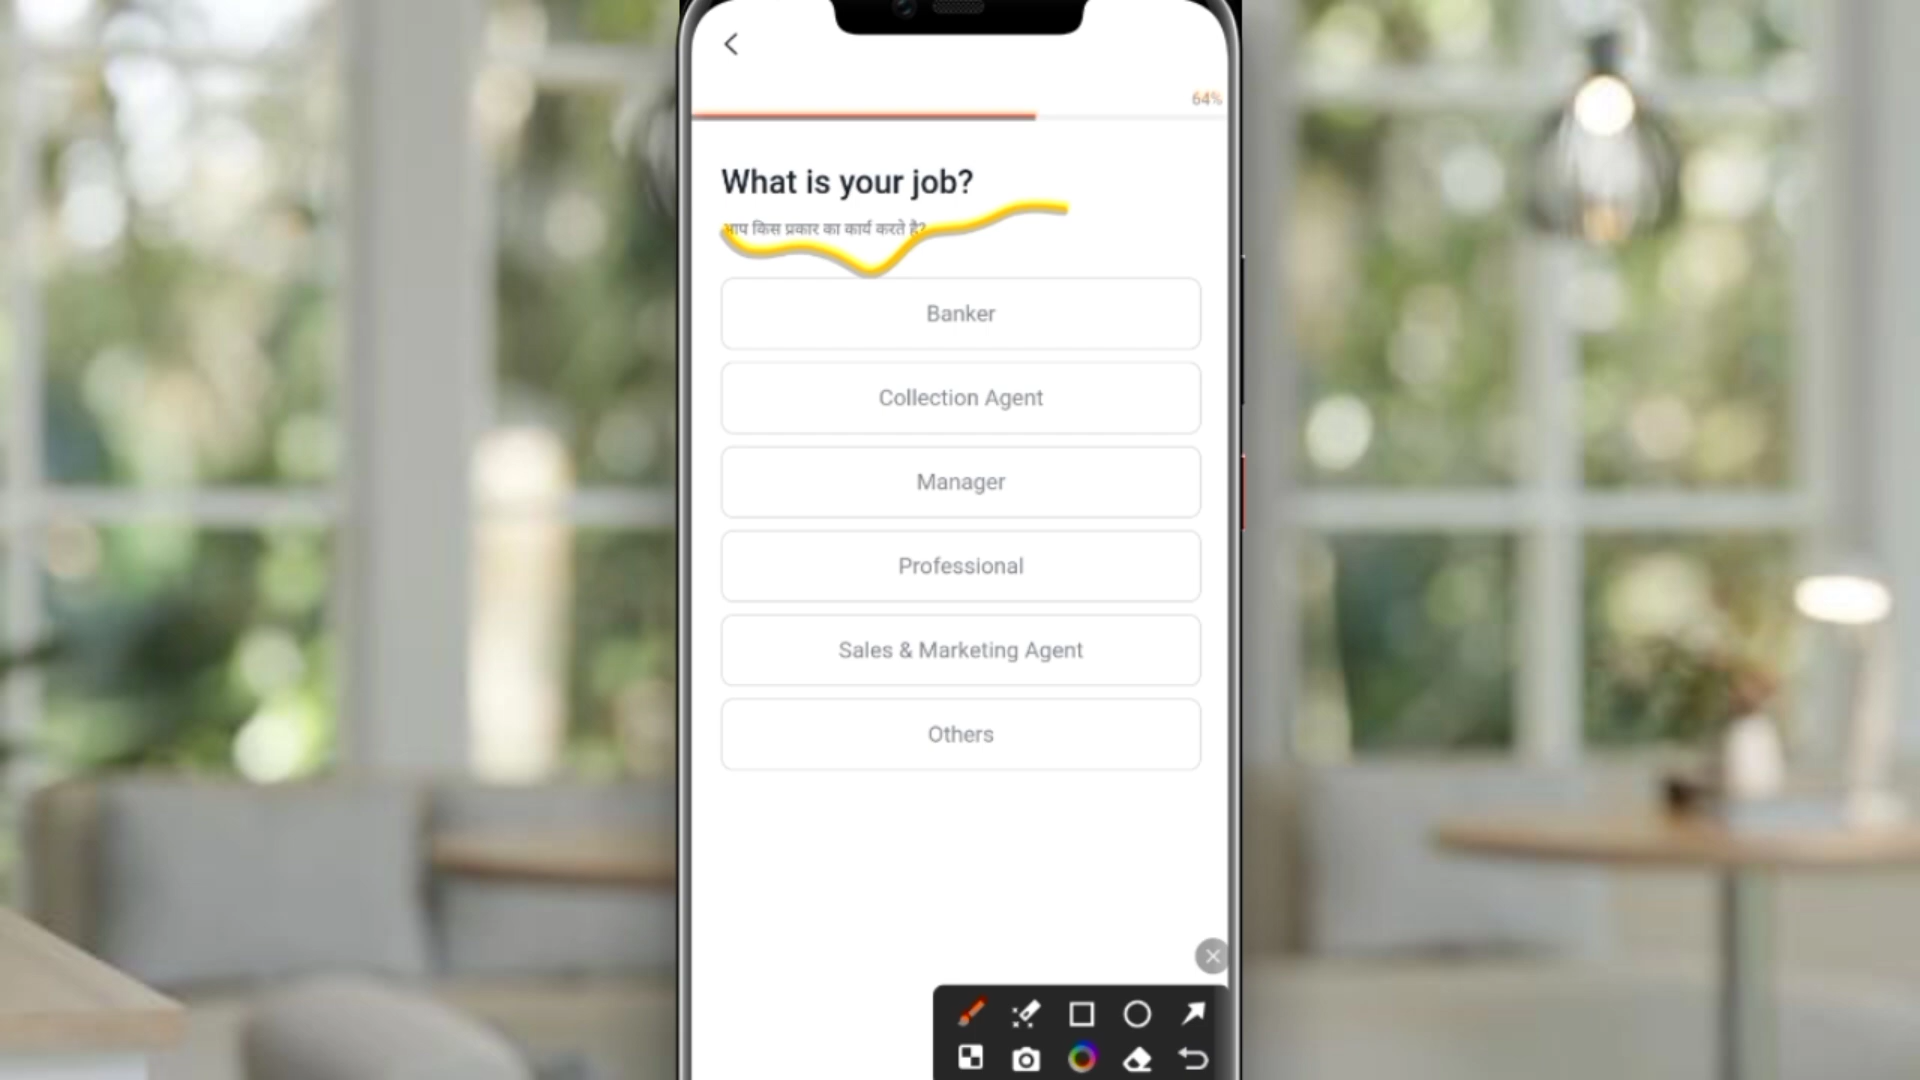 64%
What is your job?
आप किस प्रकार का कार्य करते है?
Banker
Collection Agent
Manager
Professional
Sales & Marketing Agent
Others